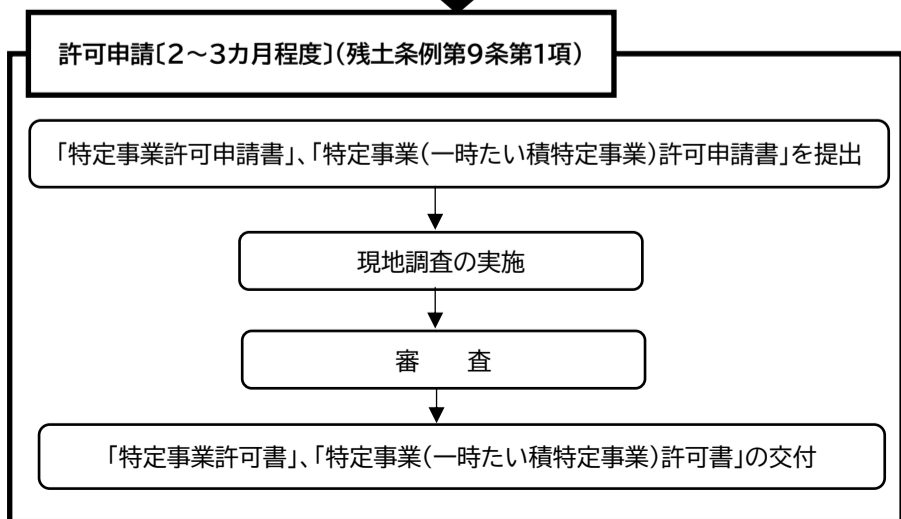 許可申請〔2～3カ月程度〕(残土条例第9条第1項)
「特定事業許可申請書」、「特定事業(一時たい積特定事業)許可申請書」を提出
現地調査の実施
審　　査
「特定事業許可書」、「特定事業(一時たい積特定事業)許可書」の交付